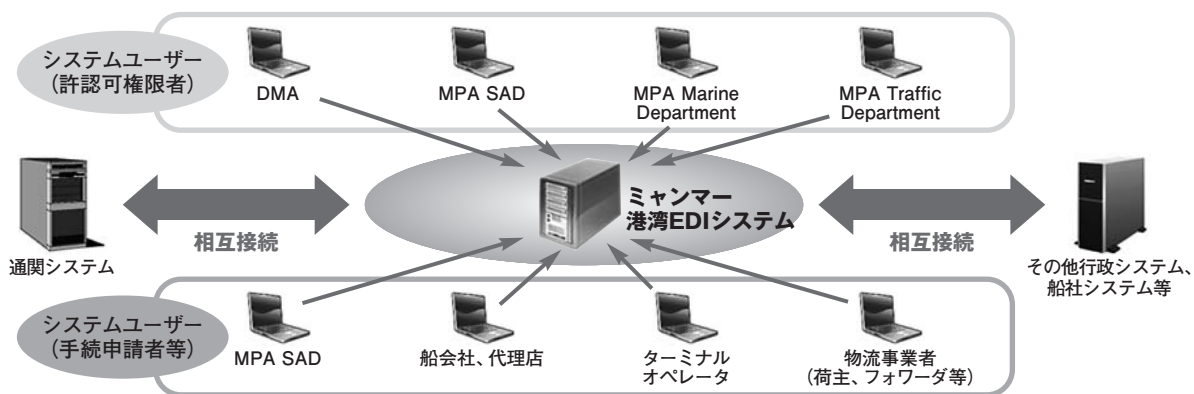 システムユーザー
（許認可権限者）
DMA
MPA SAD
MPA Marine
Department
MPA Traffic
Department
ミャンマー
港湾EDIシステム
相互接続
相互接続
通関システム
その他行政システム、
船社システム等
システムユーザー
（手続申請者等）
MPA SAD
船会社、代理店
ターミナル
オペレータ
物流事業者
（荷主、フォワーダ等）